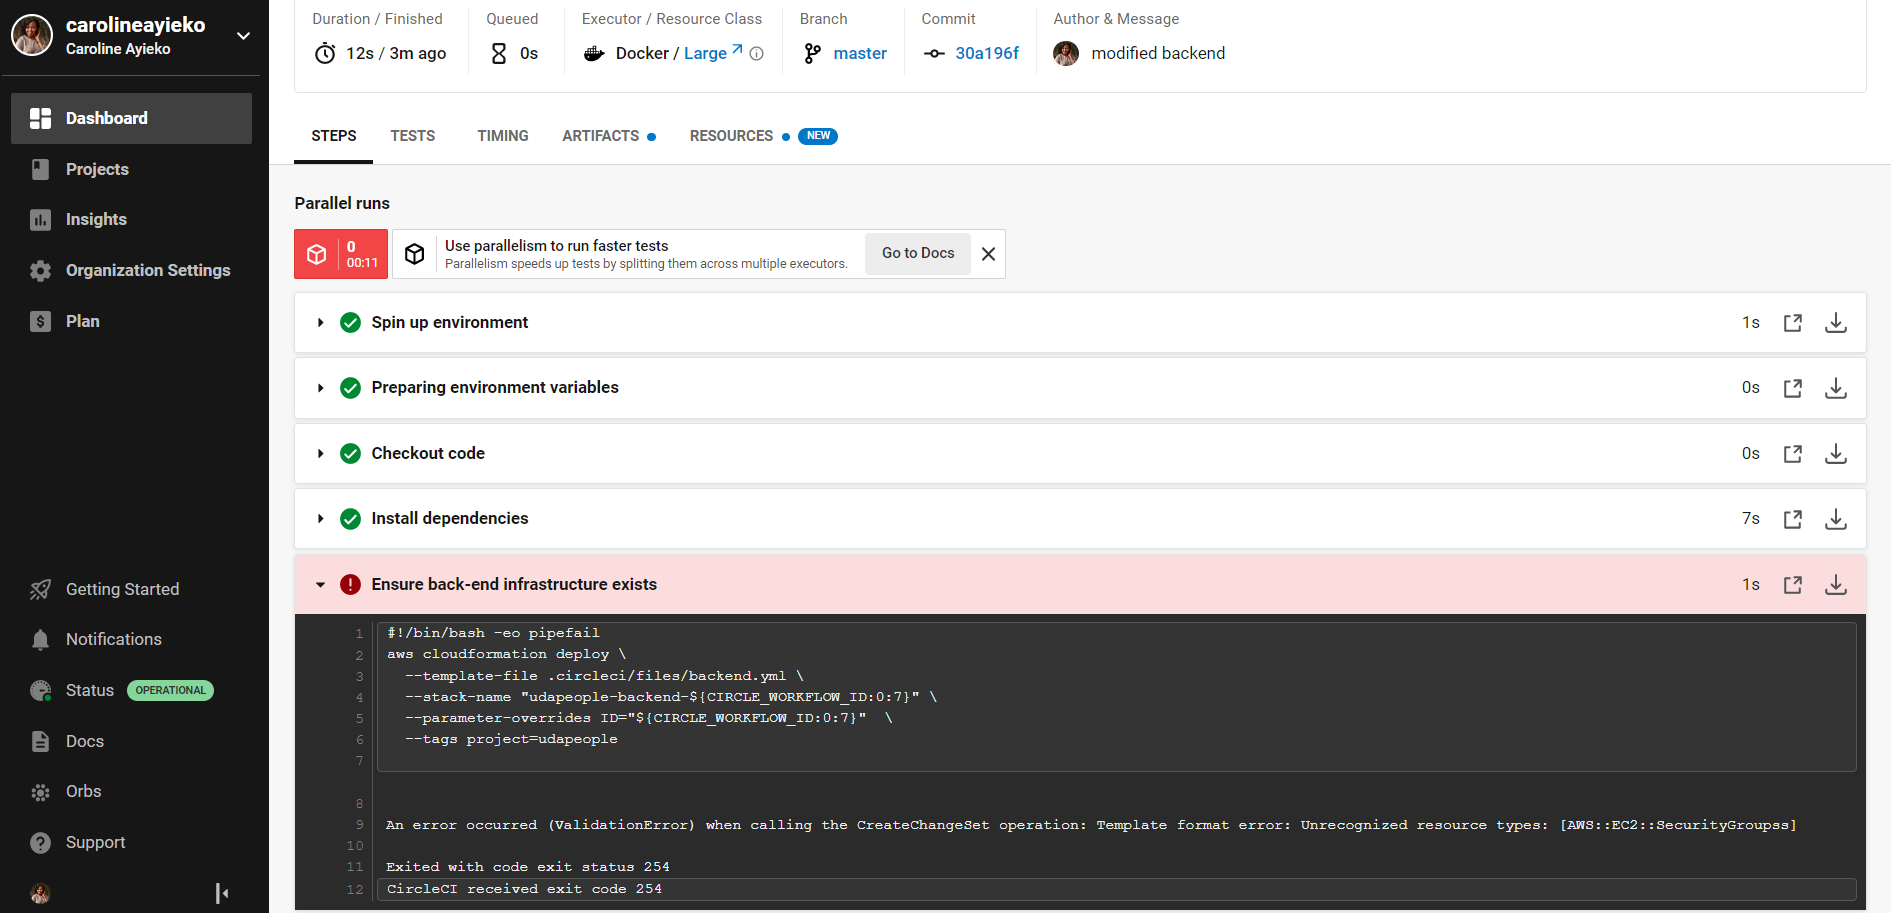 carolineayieko
Caroline Ayieko
Dashboard
Projects
Insights
Organization Settings
Plan
Getting Started
Notifications
Status OPERATIONAL
Docs
Orbs
Support
Duration / Finished
12s / 3m ago
Queued
0s
Executor / Resource Class
Docker / Large
Branch
master
Commit
30a196f
Author & Message
modified backend
STEPS TESTS TIMING ARTIFACTS RESOURCES NEW
Parallel runs
0
00:11
Use parallelism to run faster tests
Parallelism speeds up tests by splitting them across multiple executors.
Go to Docs
Spin up environment 1s
Preparing environment variables 0s
Checkout code 0s
Install dependencies 7s
Ensure back-end infrastructure exists 1s
1 #!/bin/bash -eo pipefail
2 aws cloudformation deploy \
3 --template-file .circleci/files/backend.yml \
4 --stack-name "udapeople-backend-${CIRCLE_WORKFLOW_ID:0:7}" \
5 --parameter-overrides ID="${CIRCLE_WORKFLOW_ID:0:7}" \
6 --tags project=udapeople
7
8
9 An error occurred (ValidationError) when calling the CreateChangeSet operation: Template format error: Unrecognized resource types: [AWS::EC2::SecurityGroupss]
10
11 Exited with code exit status 254
12 CircleCI received exit code 254